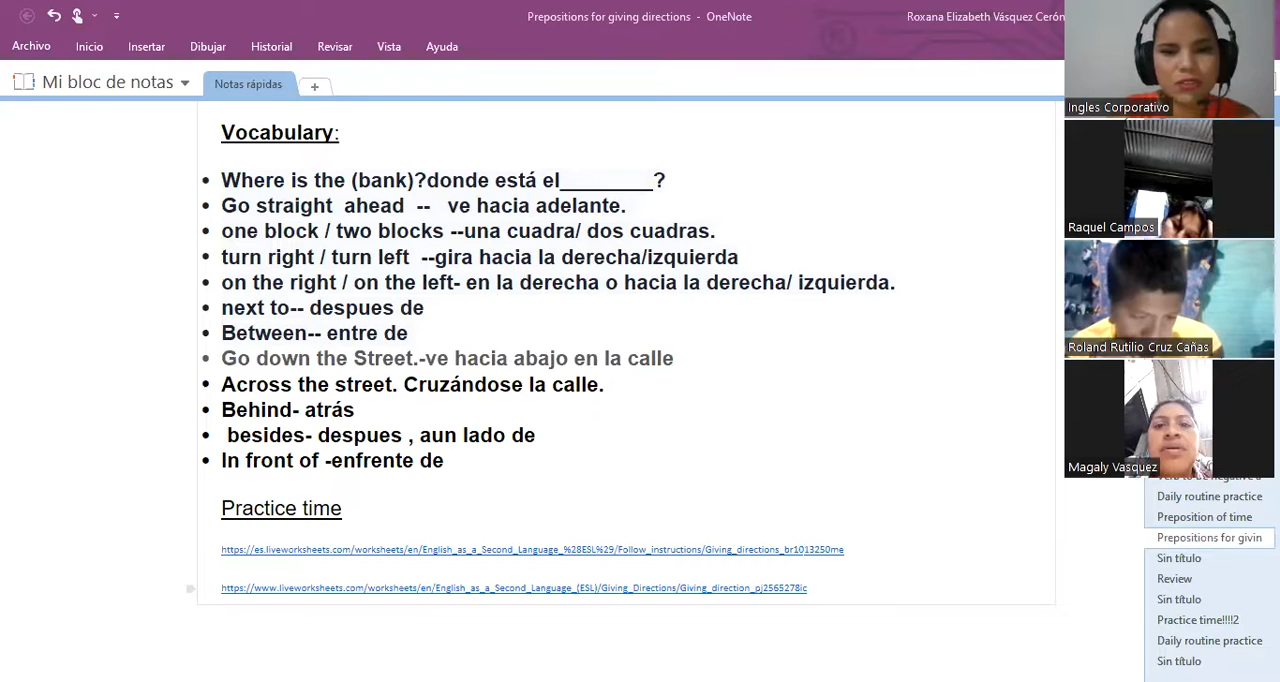 Prepositions for giving directions - OneNote
Roxana Elizabeth Vásquez Cerón
Archivo Inicio Insertar Dibujar Historial Revisar Vista Ayuda
Mi bloc de notas
Notas rápidas
+
Vocabulary:
• Where is the (bank)?donde está el________?
• Go straight ahead -- ve hacia adelante.
• one block / two blocks --una cuadra/ dos cuadras.
• turn right / turn left --gira hacia la derecha/izquierda
• on the right / on the left- en la derecha o hacia la derecha/ izquierda.
• next to-- despues de
• Between-- entre de
• Go down the Street.-ve hacia abajo en la calle
• Across the street. Cruzándose la calle.
• Behind- atrás
• besides- despues , aun lado de
• In front of -enfrente de
Practice time
https://es.liveworksheets.com/worksheets/en/English_as_a_Second_Language_%28ESL%29/Follow_instructions/Giving_directions_br1013250me
https://www.liveworksheets.com/worksheets/en/English_as_a_Second_Language_(ESL)/Giving_Directions/Giving_direction_pj2565278ic
Ingles Corporativo
Raquel Campos
Roland Rutilio Cruz Cañas
Magaly Vasquez
Daily routine practice
Preposition of time
Prepositions for givin
Sin título
Review
Sin título
Practice time!!!!2
Daily routine practice
Sin título